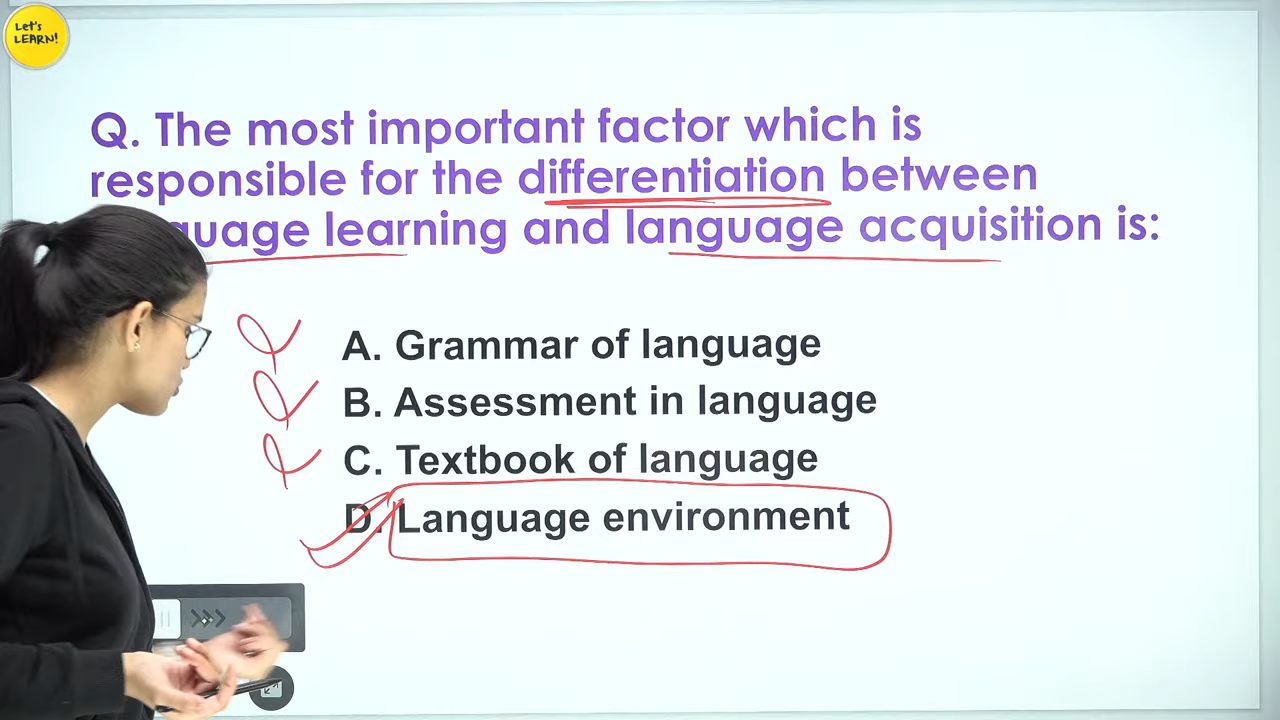 Let's
LEARN!
Q. The most important factor which is
responsible for the differentiation between
learning and language acquisition is:
A. Grammar of language
B. Assessment in language
C. Textbook of language
D. Language environment